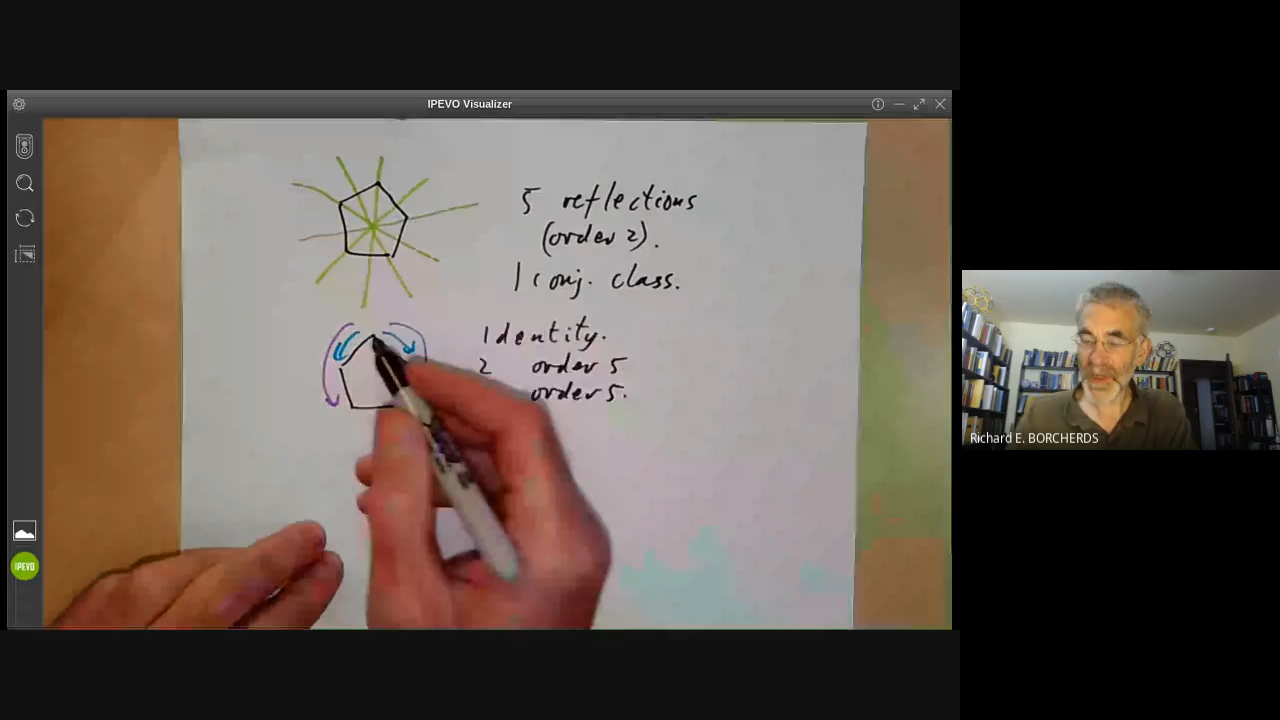 IPEVO Visualizer
5 reflections
(order 2).
1 conj. class.
Identity.
2 order 5
order 5.
IPEVO
Richard E. BORCHERDS